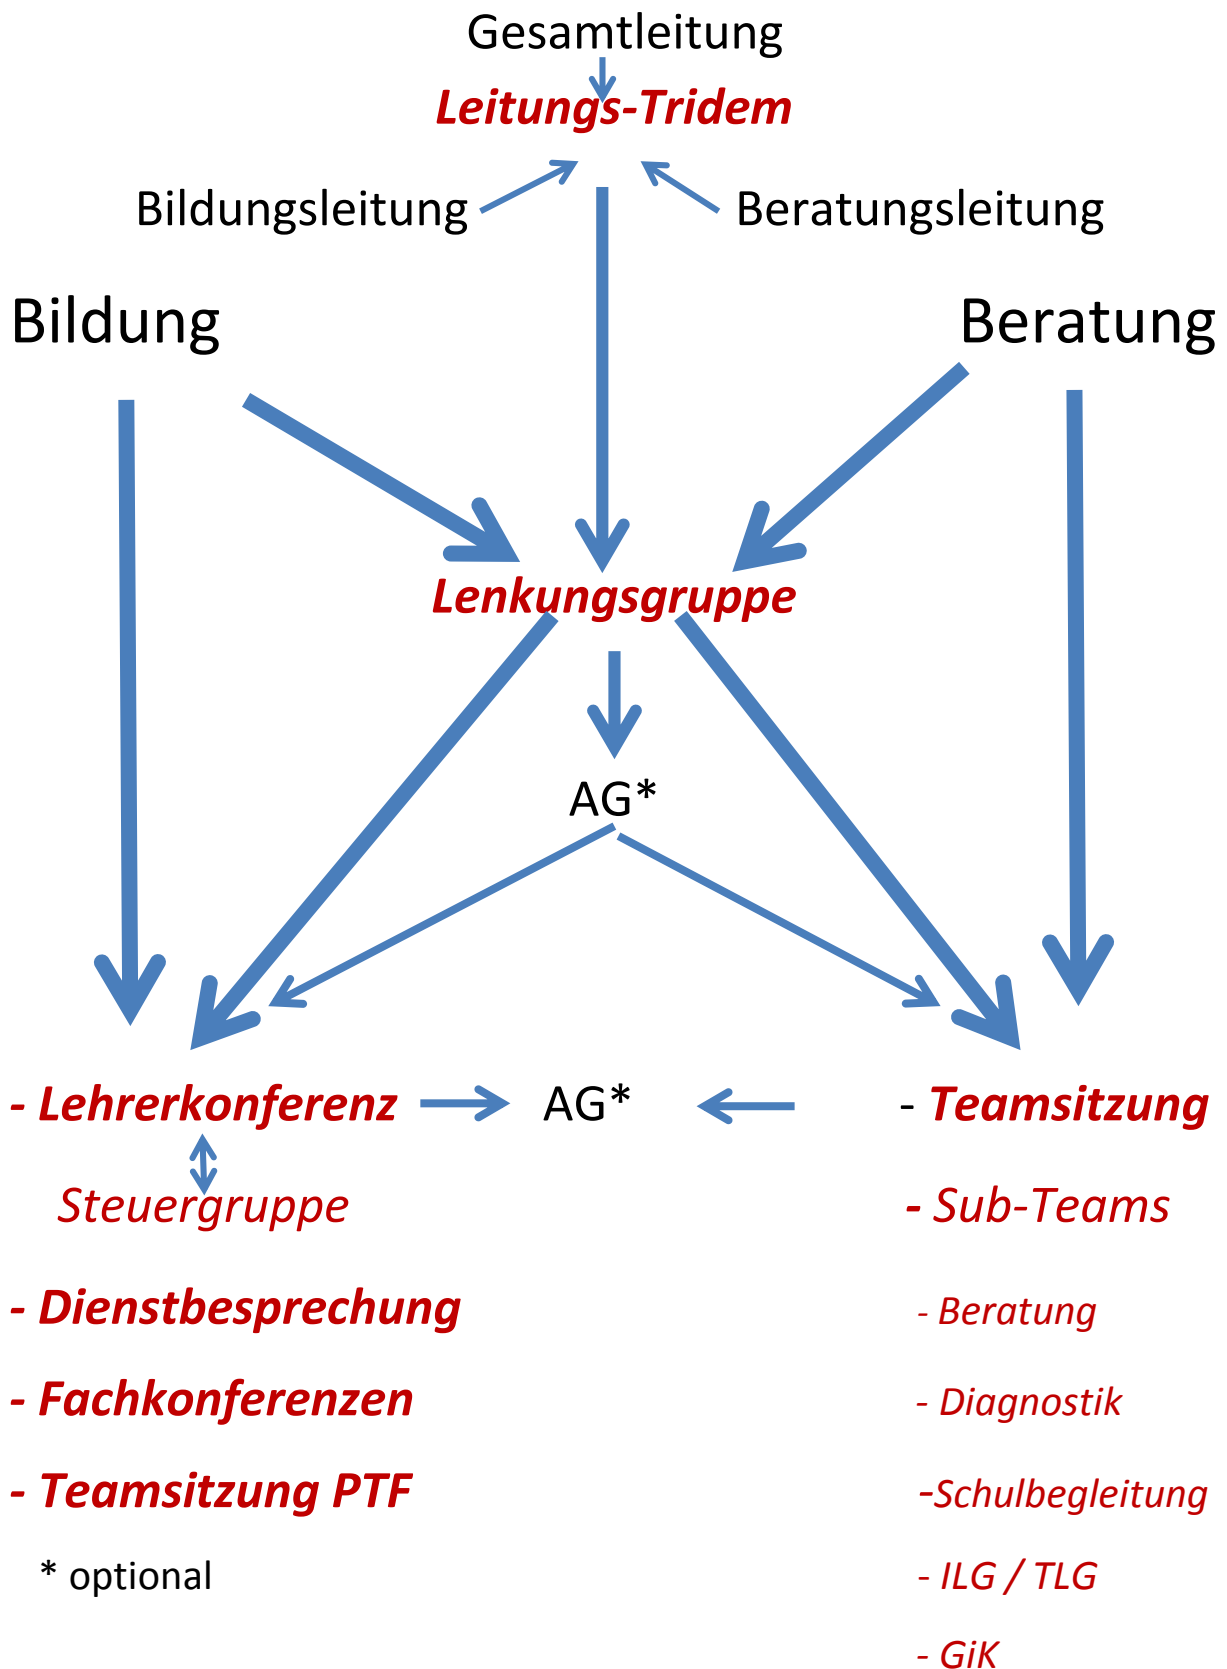 Gesamtleitung
Leitungs-Tridem
Bildungsleitung Beratungsleitung
Bildung Beratung
Lenkungsgruppe
AG*
- Lehrerkonferenz AG* - Teamsitzung
Steuergruppe - Sub-Teams
- Dienstbesprechung - Beratung
- Fachkonferenzen - Diagnostik
- Teamsitzung PTF -Schulbegleitung
* optional - ILG / TLG
- GiK